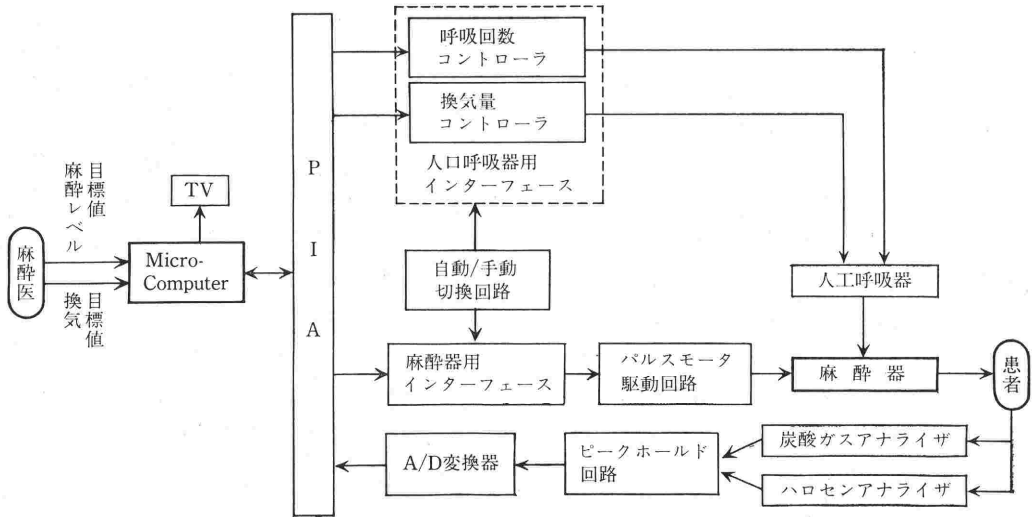 呼吸回数
コントローラ
換気量
コントローラ
人口呼吸器用
インターフェース
P
I
A
目標値
麻酔レベル
TV
麻酔医
Micro-
Computer
目標値
換気
自動/手動
切換回路
人工呼吸器
麻酔器用
インターフェース
パルスモータ
駆動回路
麻酔器
患者
A/D変換器
ピークホールド
回路
炭酸ガスアナライザ
ハロセンアナライザ